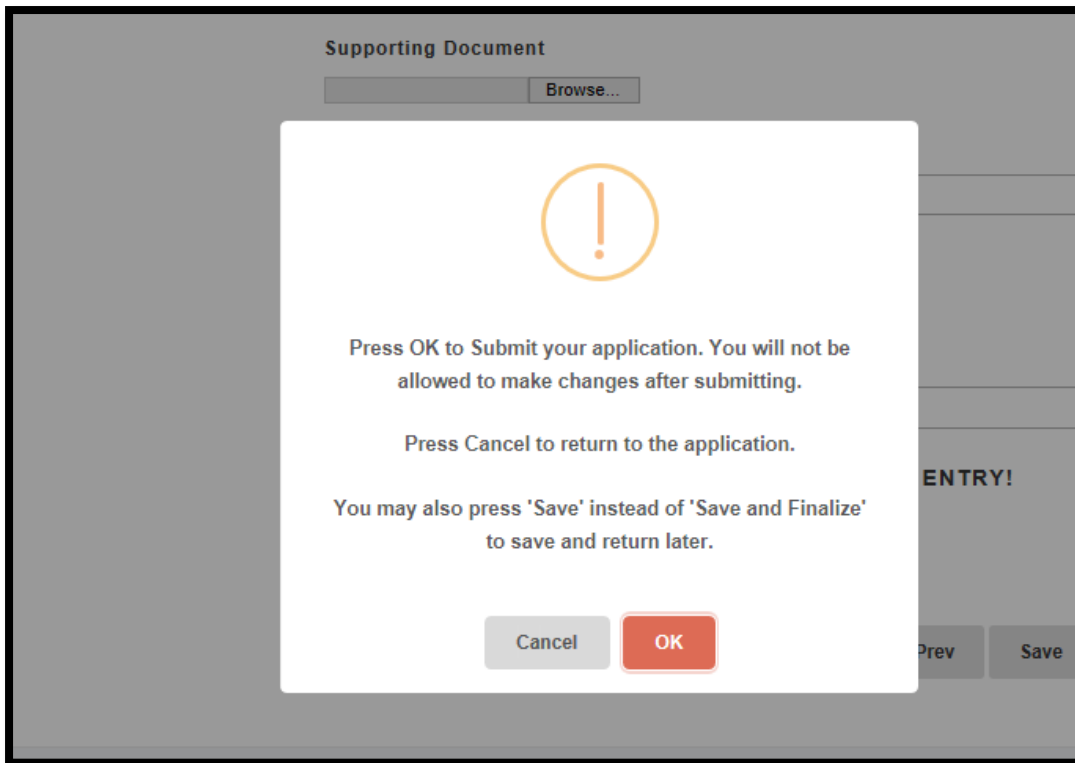 Supporting Document
Browse...
Press OK to Submit your application. You will not be
allowed to make changes after submitting.
Press Cancel to return to the application.
ENTRY!
You may also press 'Save' instead of 'Save and Finalize'
to save and return later.
Cancel
OK
Prev
Save